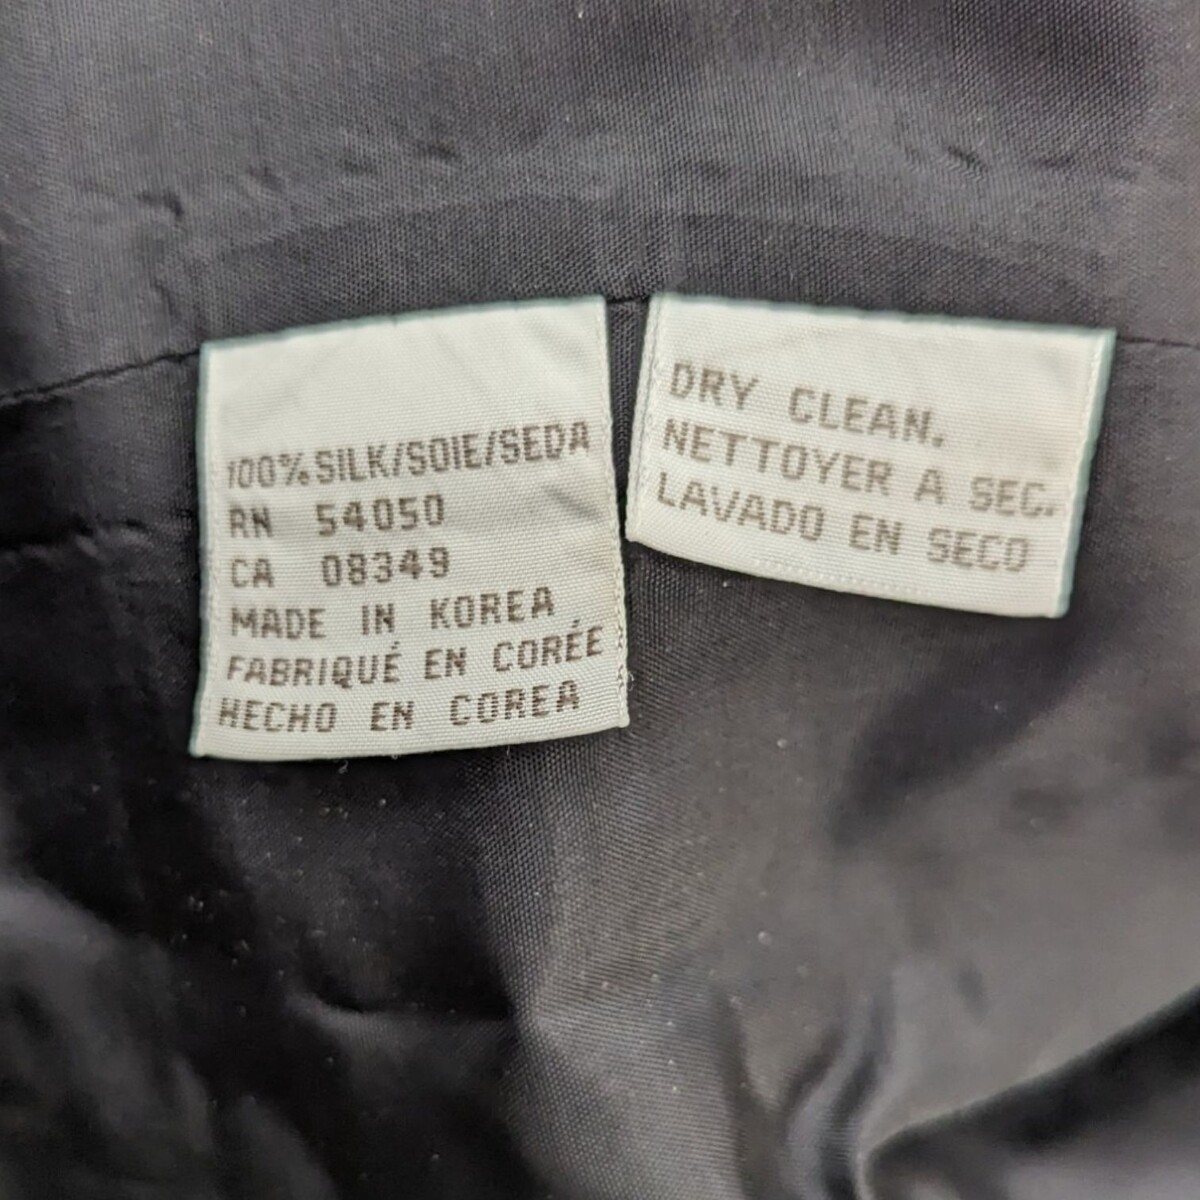 100% SILK/SOIE/SEDA
RN 54050
CA 08349
MADE IN KOREA
FABRIQUÉ EN CORÉE
HECHO EN COREA
DRY CLEAN.
NETTOYER A SEC.
LAVADO EN SECO